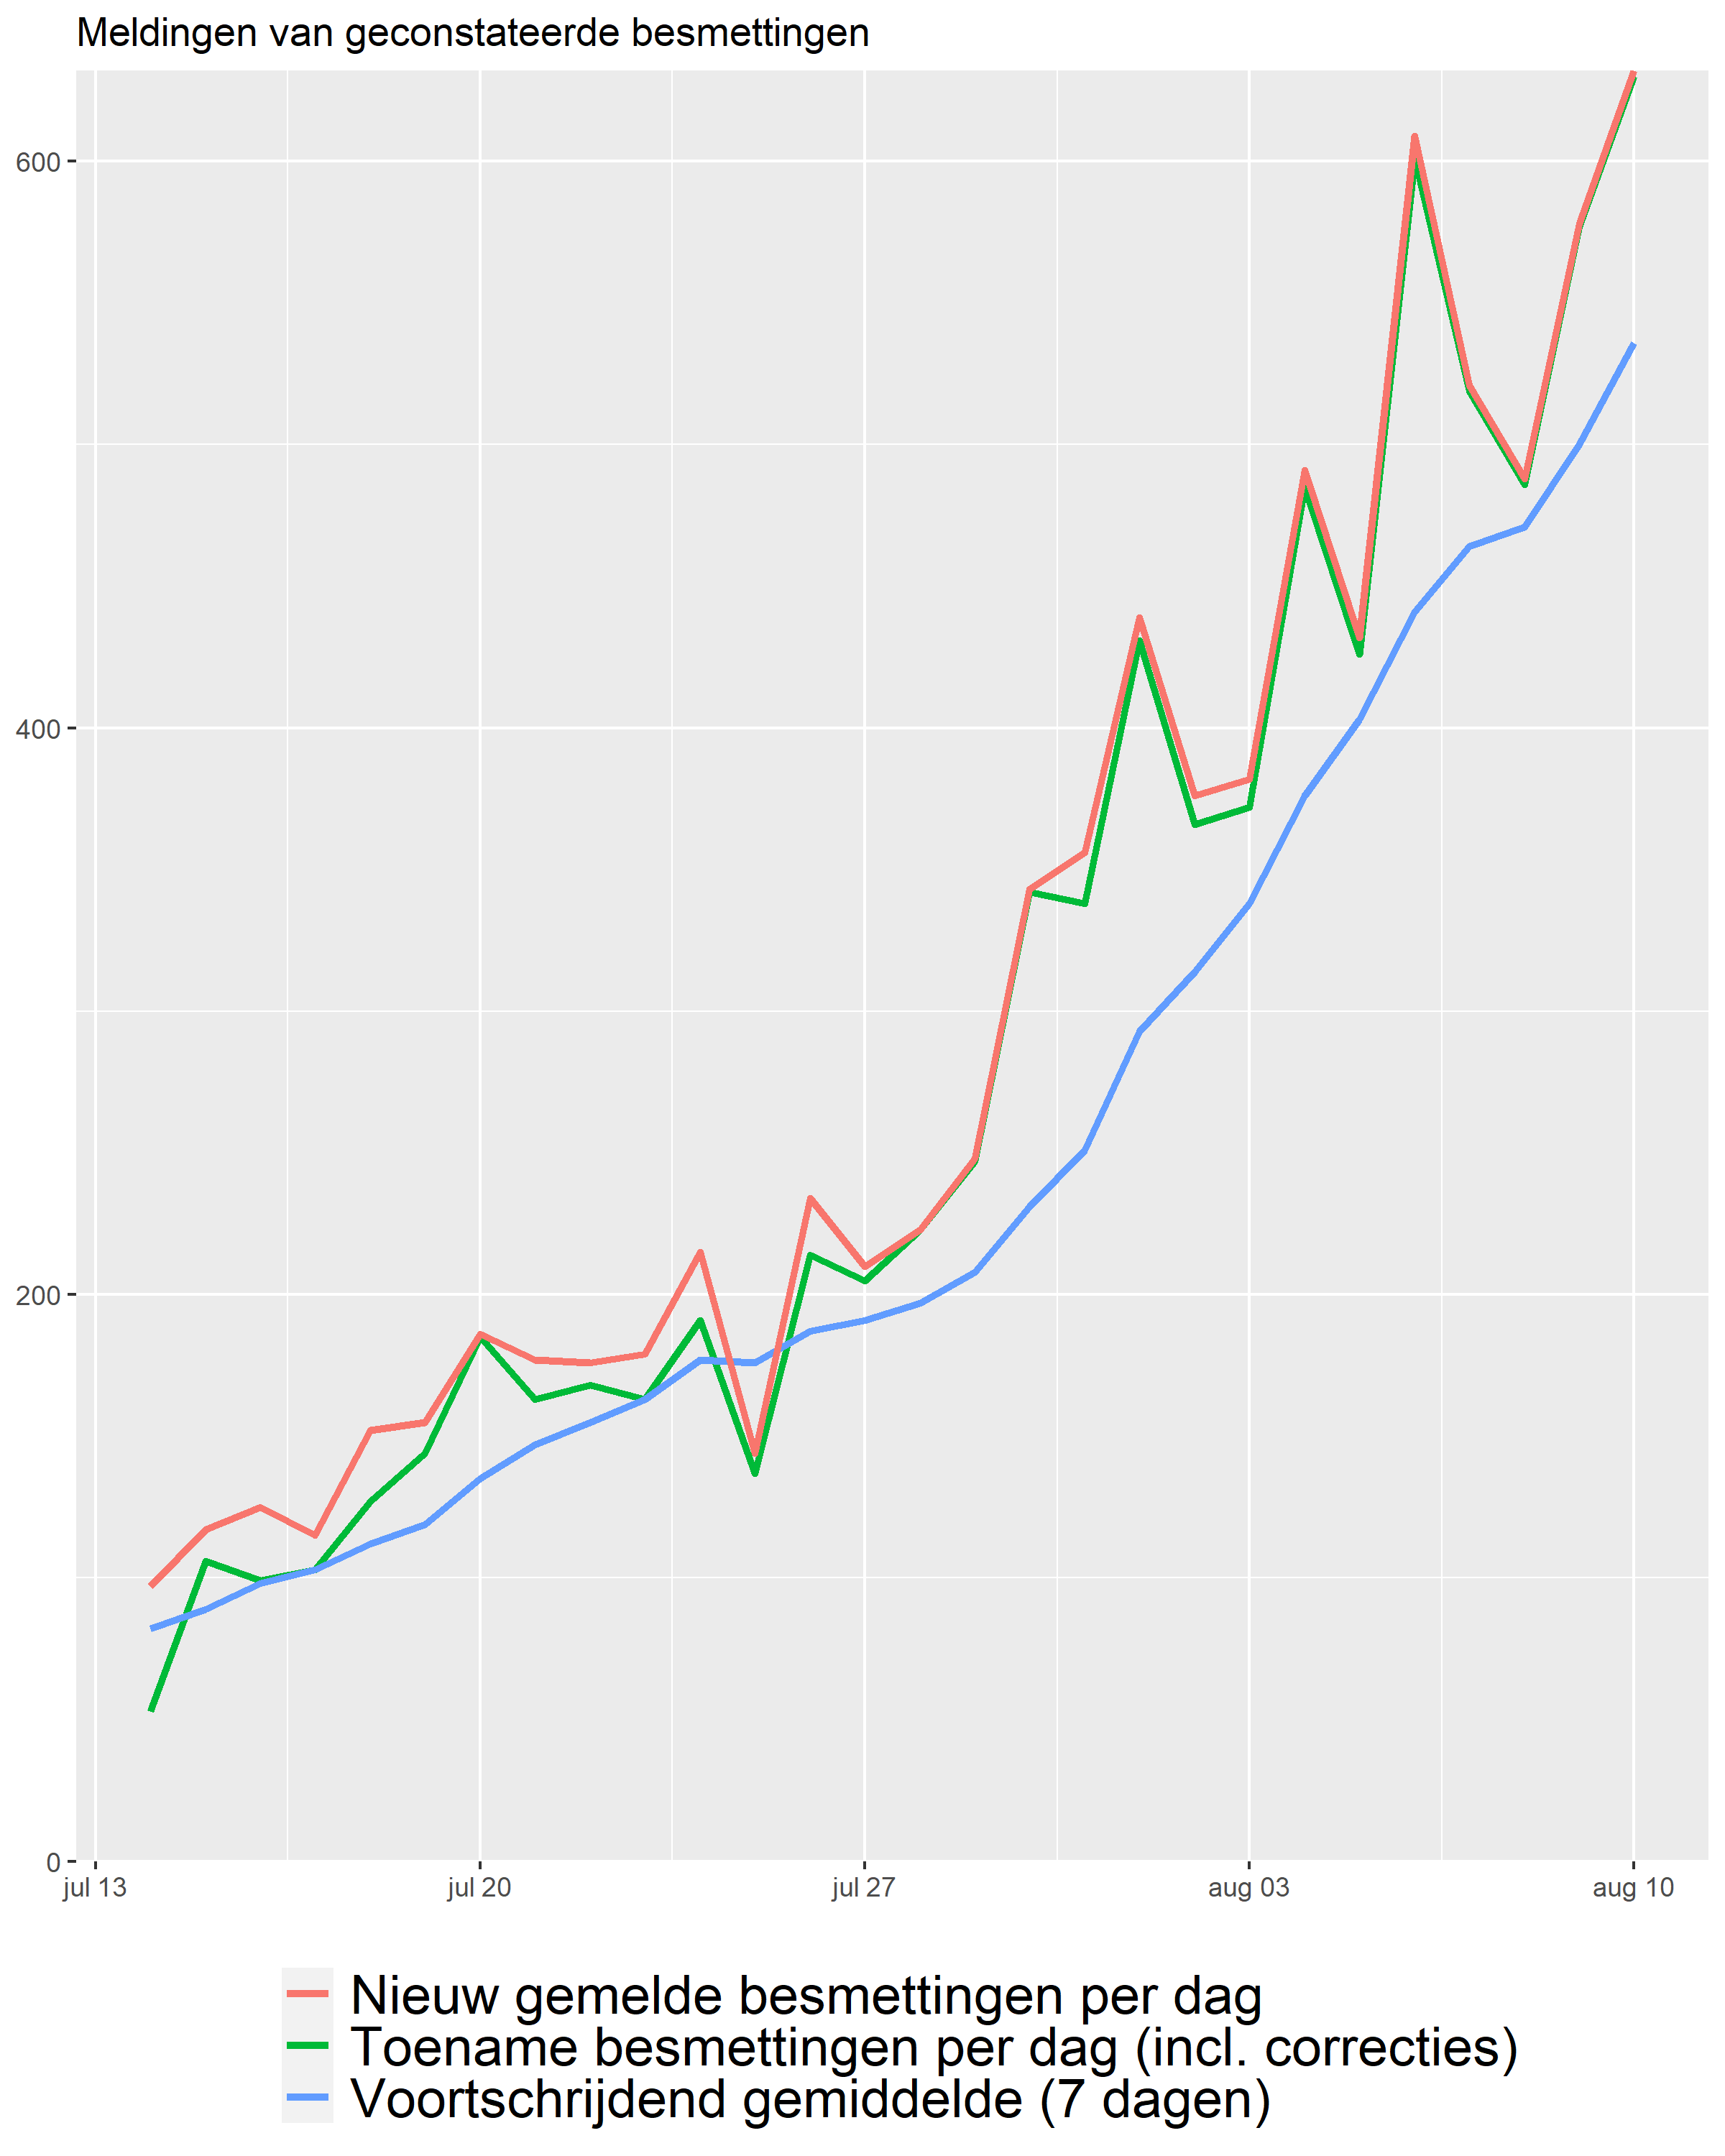 Meldingen van geconstateerde besmettingen
600
400
200
0
jul 13 jul 20 jul 27 aug 03 aug 10
Nieuw gemelde besmettingen per dag
Toename besmettingen per dag (incl. correcties)
Voortschrijdend gemiddelde (7 dagen)